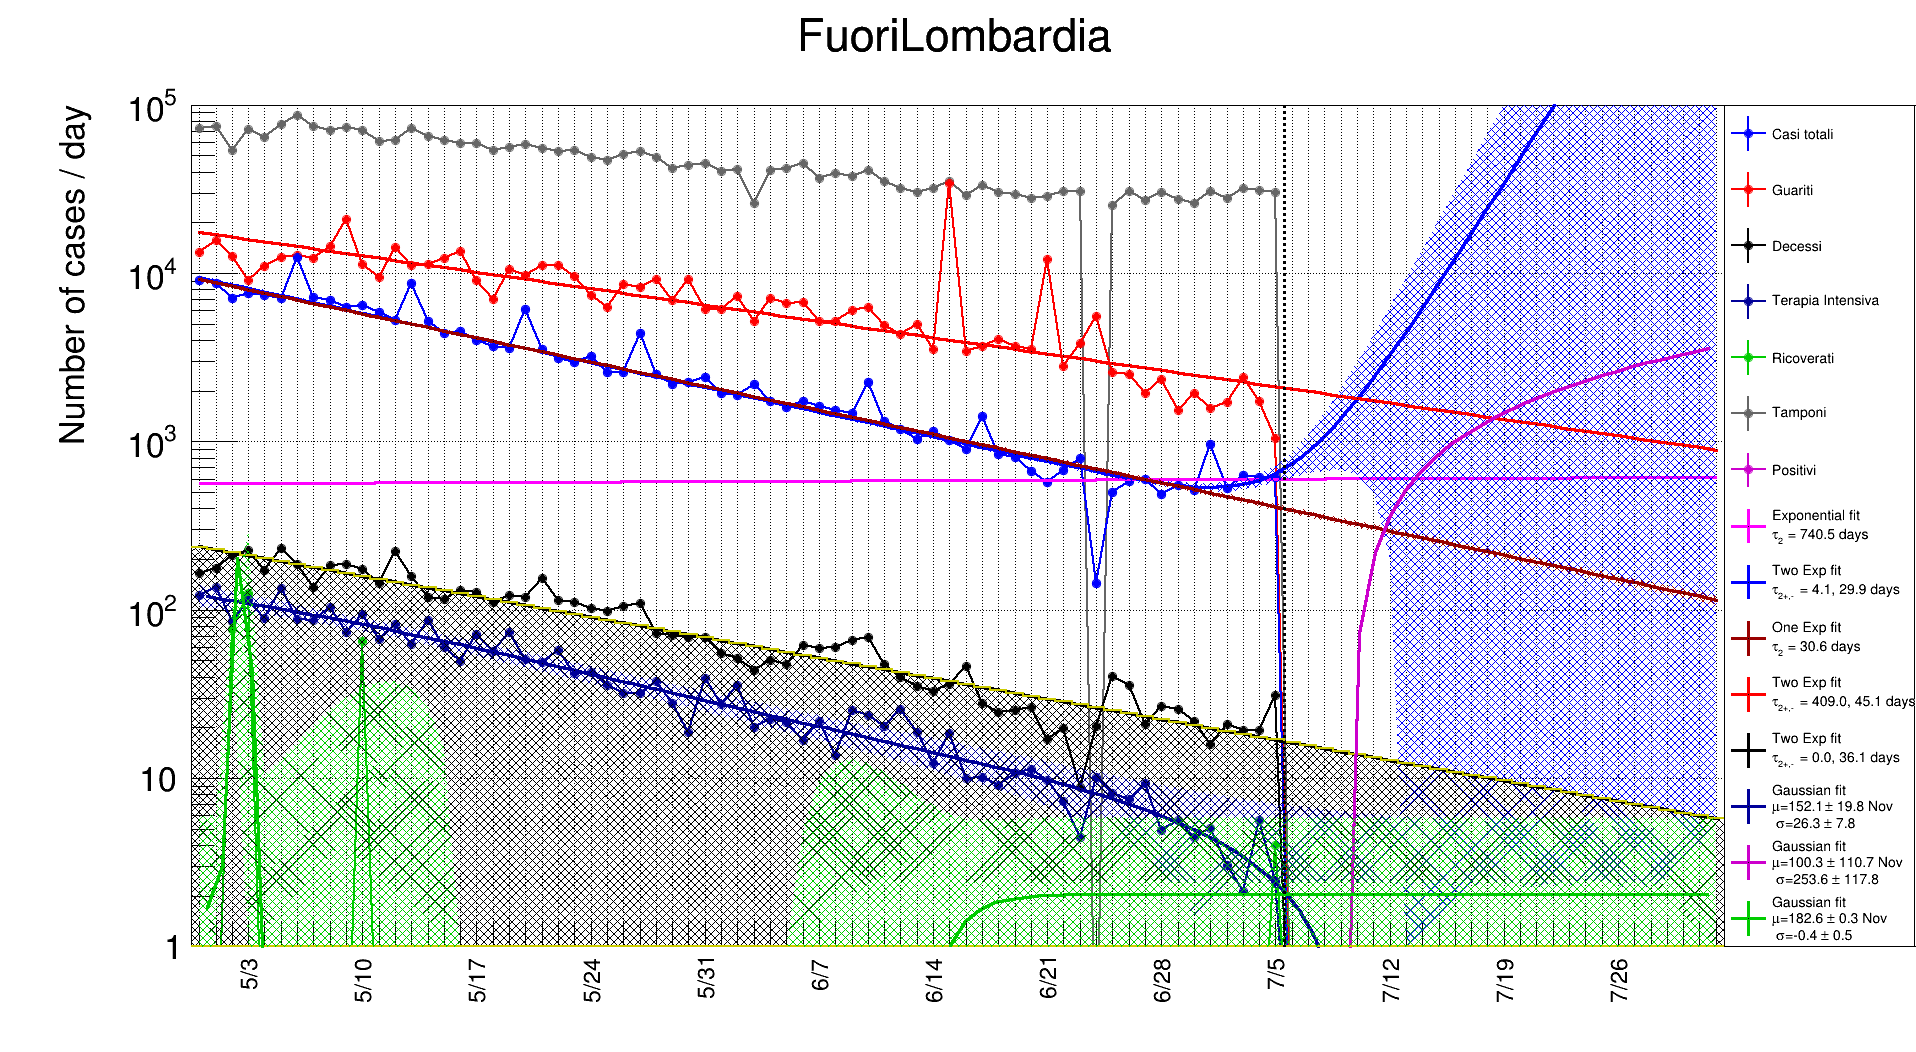 FuoriLombardia
Number of cases / day
10^5
10^4
10^3
10^2
10
1
5/3
5/10
5/17
5/24
5/31
6/7
6/14
6/21
6/28
7/5
7/12
7/19
7/26
Casi totali
Guariti
Decessi
Terapia Intensiva
Ricoverati
Tamponi
Positivi
Exponential fit
τ_2 = 740.5 days
Two Exp fit
τ_2+,- = 4.1, 29.9 days
One Exp fit
τ_2 = 30.6 days
Two Exp fit
τ_2+,- = 409.0, 45.1 days
Two Exp fit
τ_2+,- = 0.0, 36.1 days
Gaussian fit
μ=152.1 ± 19.8 Nov
σ=26.3 ± 7.8
Gaussian fit
μ=100.3 ± 110.7 Nov
σ=253.6 ± 117.8
Gaussian fit
μ=182.6 ± 0.3 Nov
σ=-0.4 ± 0.5